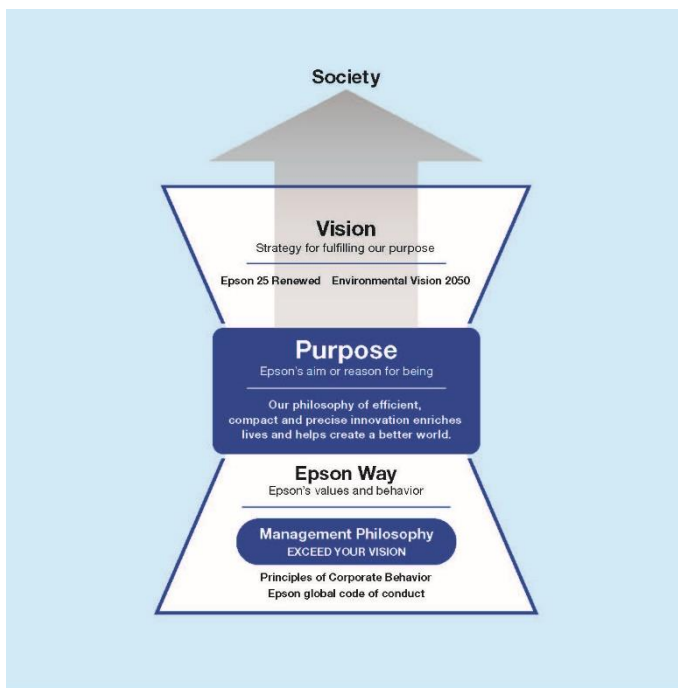 Society
Vision
Strategy for fulfilling our purpose
Epson 25 Renewed Environmental Vision 2050
Purpose
Epson's aim or reason for being
Our philosophy of efficient,
compact and precise innovation enriches
lives and helps create a better world.
Epson Way
Epson's values and behavior
Management Philosophy
EXCEED YOUR VISION
Principles of Corporate Behavior
Epson global code of conduct